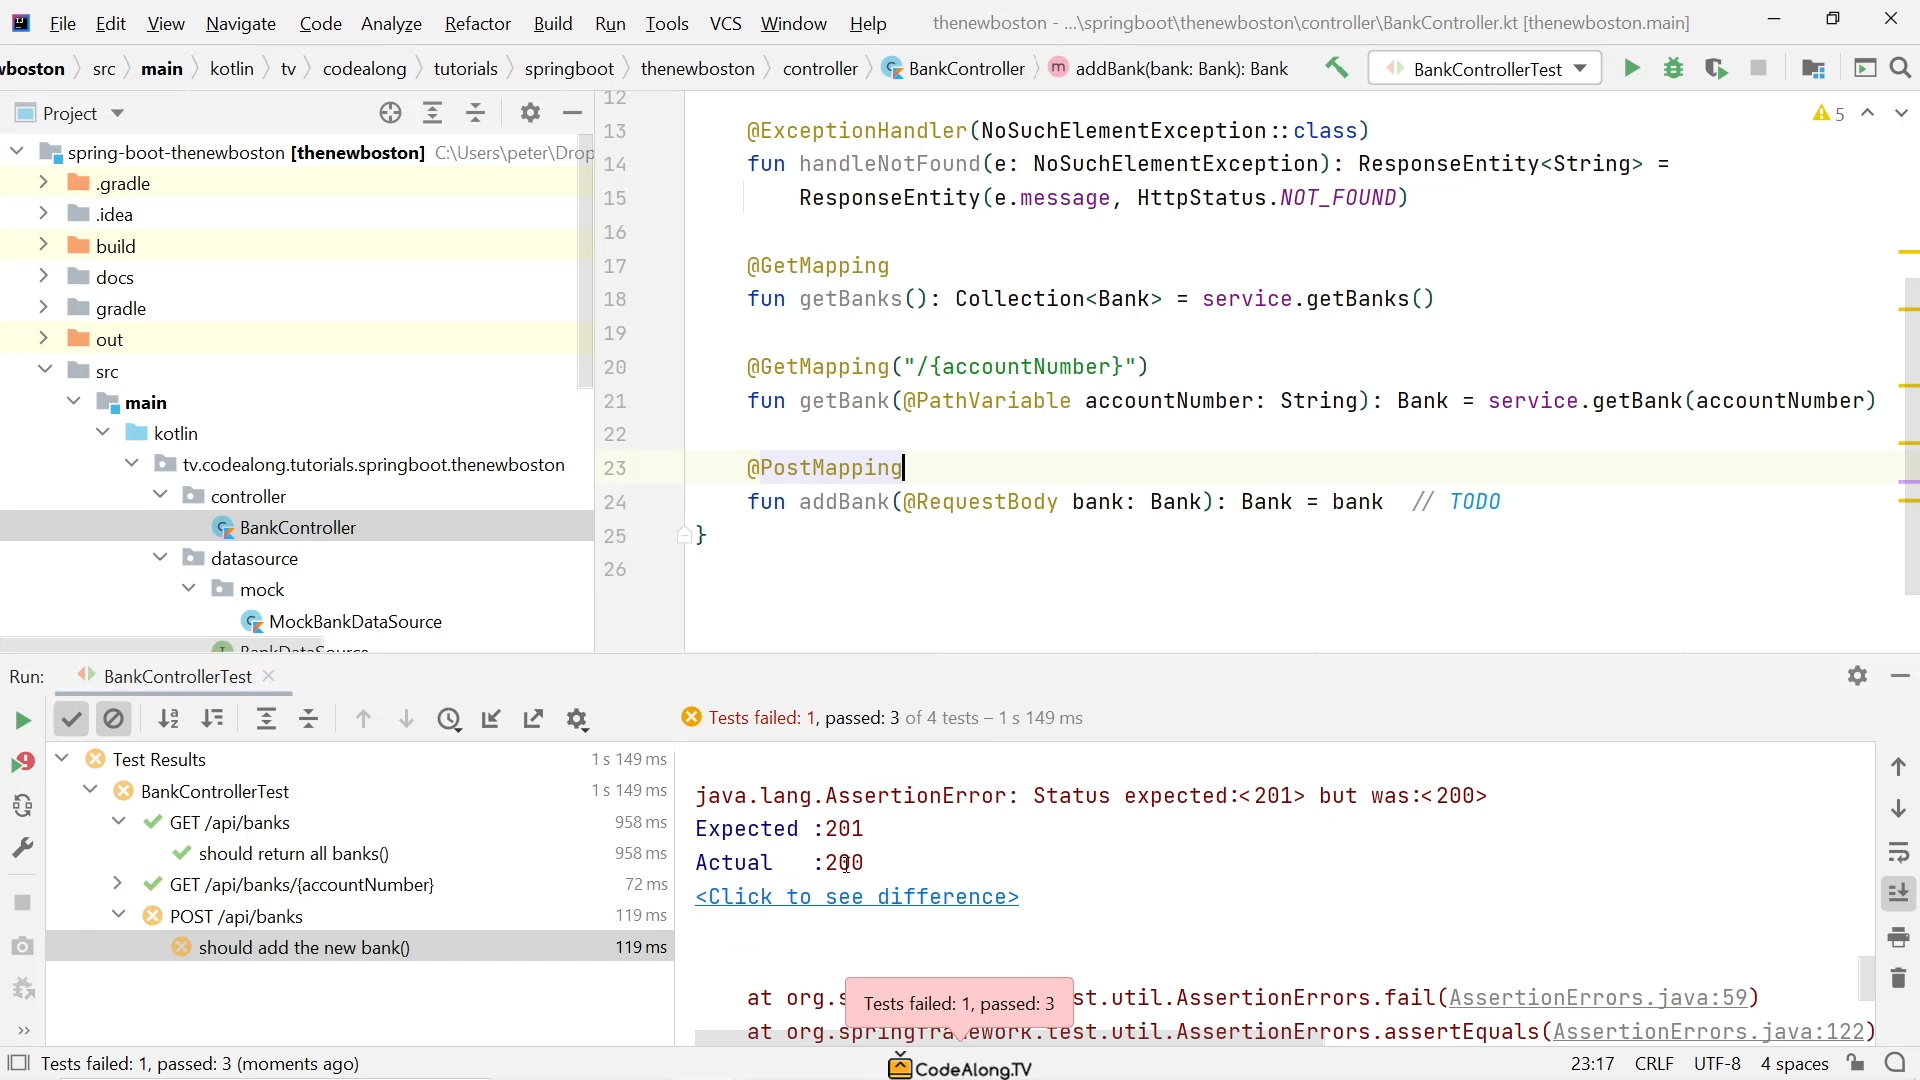 File Edit View Navigate Code Analyze Refactor Build Run Tools VCS Window Help thenewboston - ...\springboot\thenewboston\controller\BankController.kt [thenewboston.main]
wboston src main kotlin tv codealong tutorials springboot thenewboston controller BankController addBank(bank: Bank): Bank BankControllerTest
Project
spring-boot-thenewboston [thenewboston] C:\Users\peter\Drop
.gradle
.idea
build
docs
gradle
out
src
main
kotlin
tv.codealong.tutorials.springboot.thenewboston
controller
BankController
datasource
mock
MockBankDataSource
BankDataSource
5
12
13 @ExceptionHandler(NoSuchElementException::class)
14 fun handleNotFound(e: NoSuchElementException): ResponseEntity<String> =
15 ResponseEntity(e.message, HttpStatus.NOT_FOUND)
16
17 @GetMapping
18 fun getBanks(): Collection<Bank> = service.getBanks()
19
20 @GetMapping("/{accountNumber}")
21 fun getBank(@PathVariable accountNumber: String): Bank = service.getBank(accountNumber)
22
23 @PostMapping
24 fun addBank(@RequestBody bank: Bank): Bank = bank // TODO
25 }
26
Run: BankControllerTest
Tests failed: 1, passed: 3 of 4 tests – 1 s 149 ms
Test Results 1 s 149 ms
BankControllerTest 1 s 149 ms
GET /api/banks 958 ms
should return all banks() 958 ms
GET /api/banks/{accountNumber} 72 ms
POST /api/banks 119 ms
should add the new bank() 119 ms
java.lang.AssertionError: Status expected:<201> but was:<200>
Expected :201
Actual :200
<Click to see difference>
at org.s st.util.AssertionErrors.fail(AssertionErrors.java:59)
at org.springframework.test.util.AssertionErrors.assertEquals(AssertionErrors.java:122)
Tests failed: 1, passed: 3
Tests failed: 1, passed: 3 (moments ago)
CodeAlong.TV
23:17 CRLF UTF-8 4 spaces